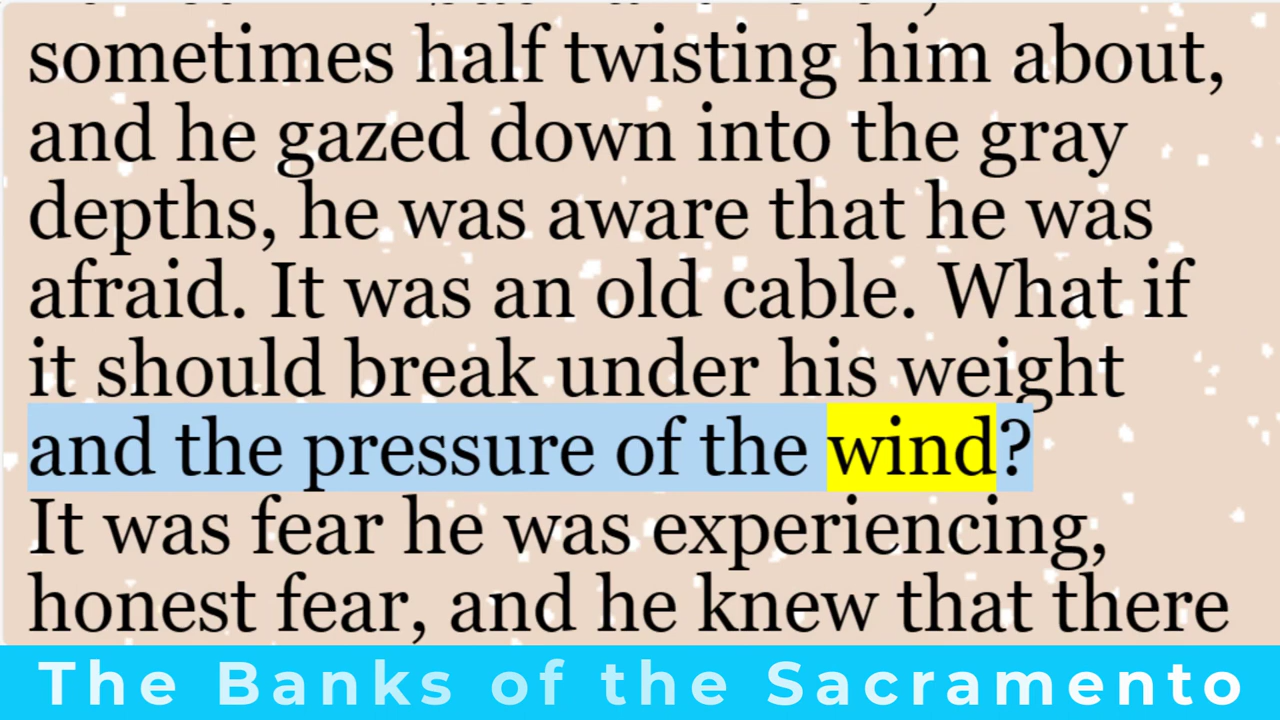 sometimes half twisting him about,
and he gazed down into the gray
depths, he was aware that he was
afraid. It was an old cable. What if
it should break under his weight
and the pressure of the wind?
It was fear he was experiencing,
honest fear, and he knew that there
The Banks of the Sacramento